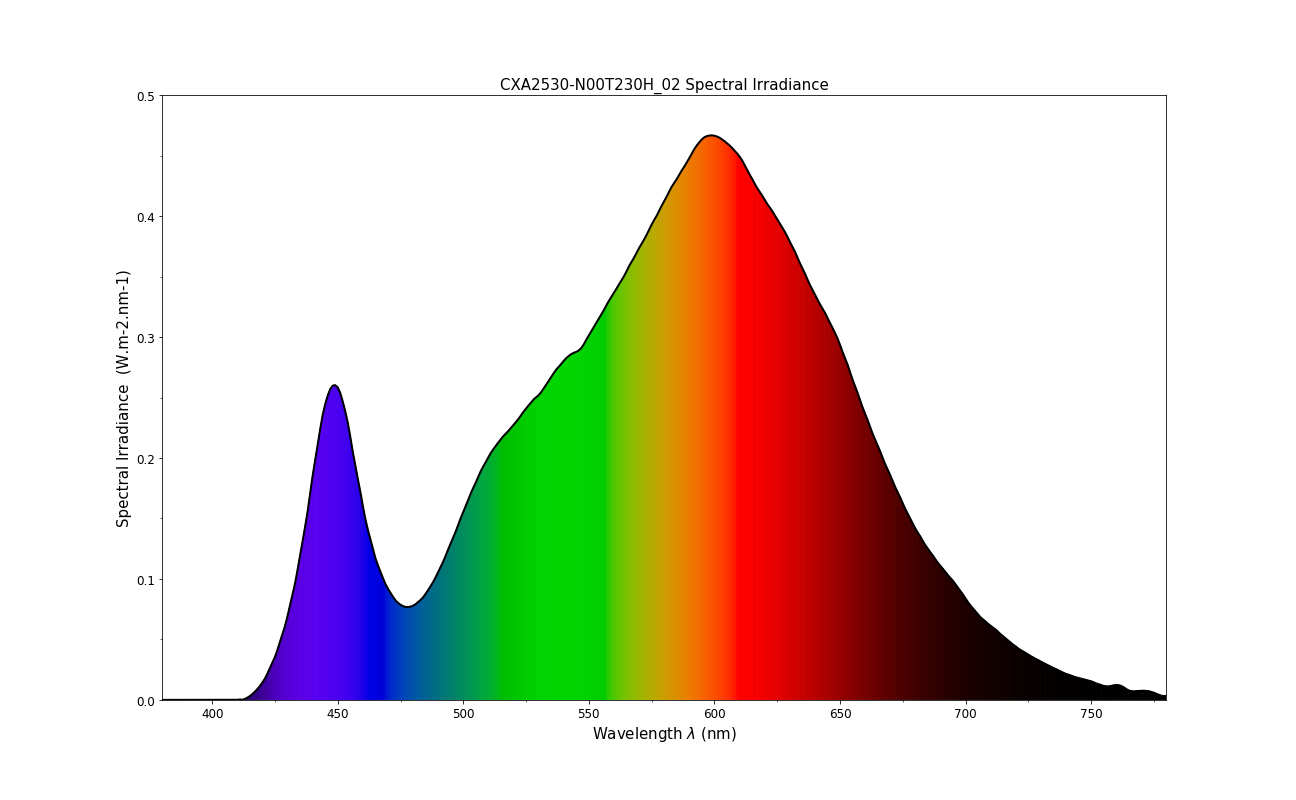 CXA2530-N00T230H_02 Spectral Irradiance
0.5
0.4
0.3
0.2
0.1
0.0
Spectral Irradiance (W.m-2.nm-1)
400 450 500 550 600 650 700 750
Wavelength λ (nm)